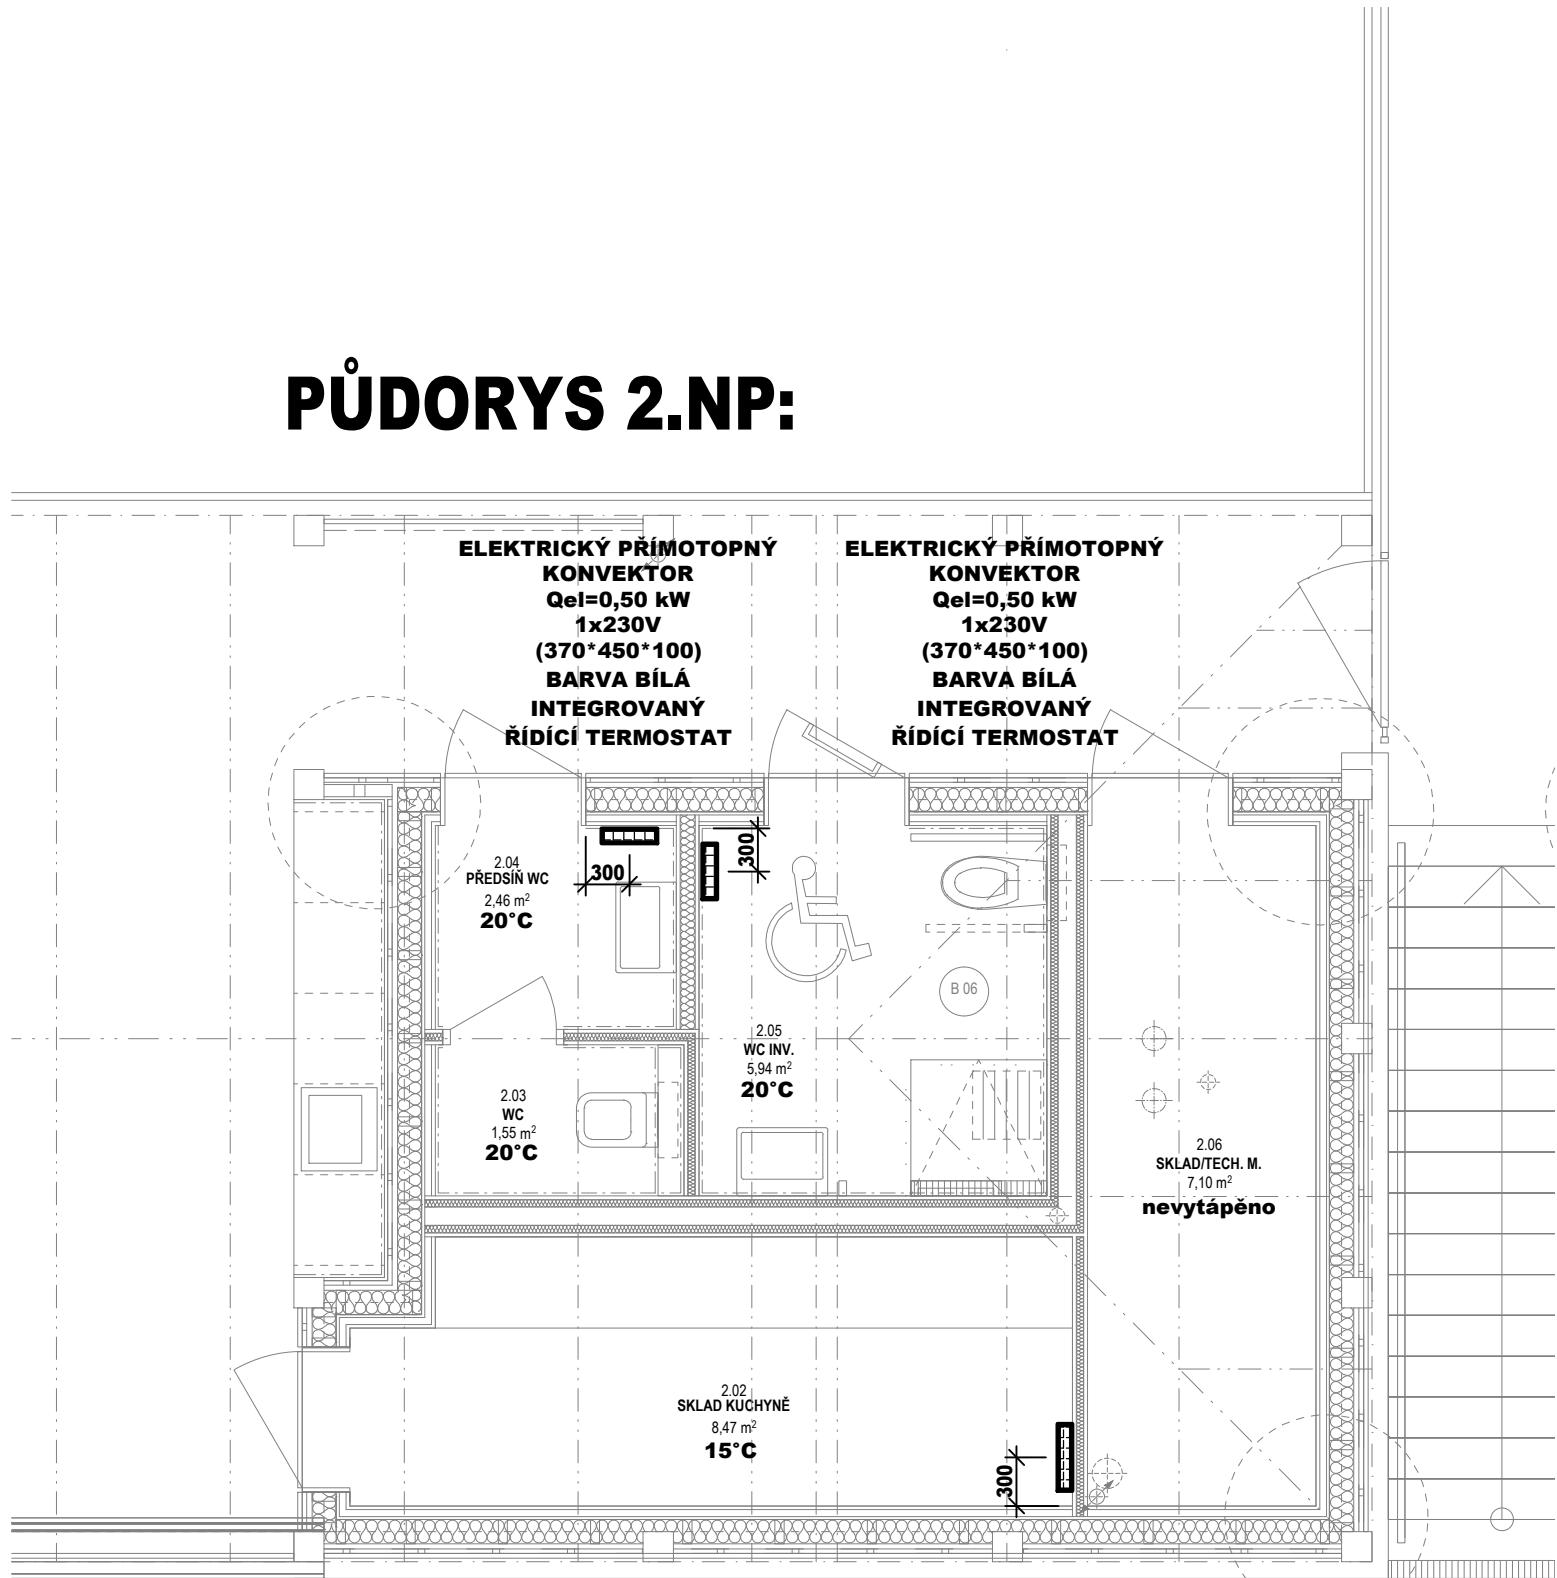 PŮDORYS 2.NP:
ELEKTRICKÝ PŘÍMOTOPNÝ
KONVEKTOR
Qel=0,50 kW
1x230V
(370*450*100)
BARVA BÍLÁ
INTEGROVANÝ
ŘÍDÍCÍ TERMOSTAT
ELEKTRICKÝ PŘÍMOTOPNÝ
KONVEKTOR
Qel=0,50 kW
1x230V
(370*450*100)
BARVA BÍLÁ
INTEGROVANÝ
ŘÍDÍCÍ TERMOSTAT
2.04
PŘEDSÍŇ WC
2,46 m²
20°C
300
300
B 06
2.05
WC INV.
5,94 m²
20°C
2.03
WC
1,55 m²
20°C
2.06
SKLAD/TECH. M.
7,10 m²
nevytápěno
2.02
SKLAD KUCHYNĚ
8,47 m²
15°C
300